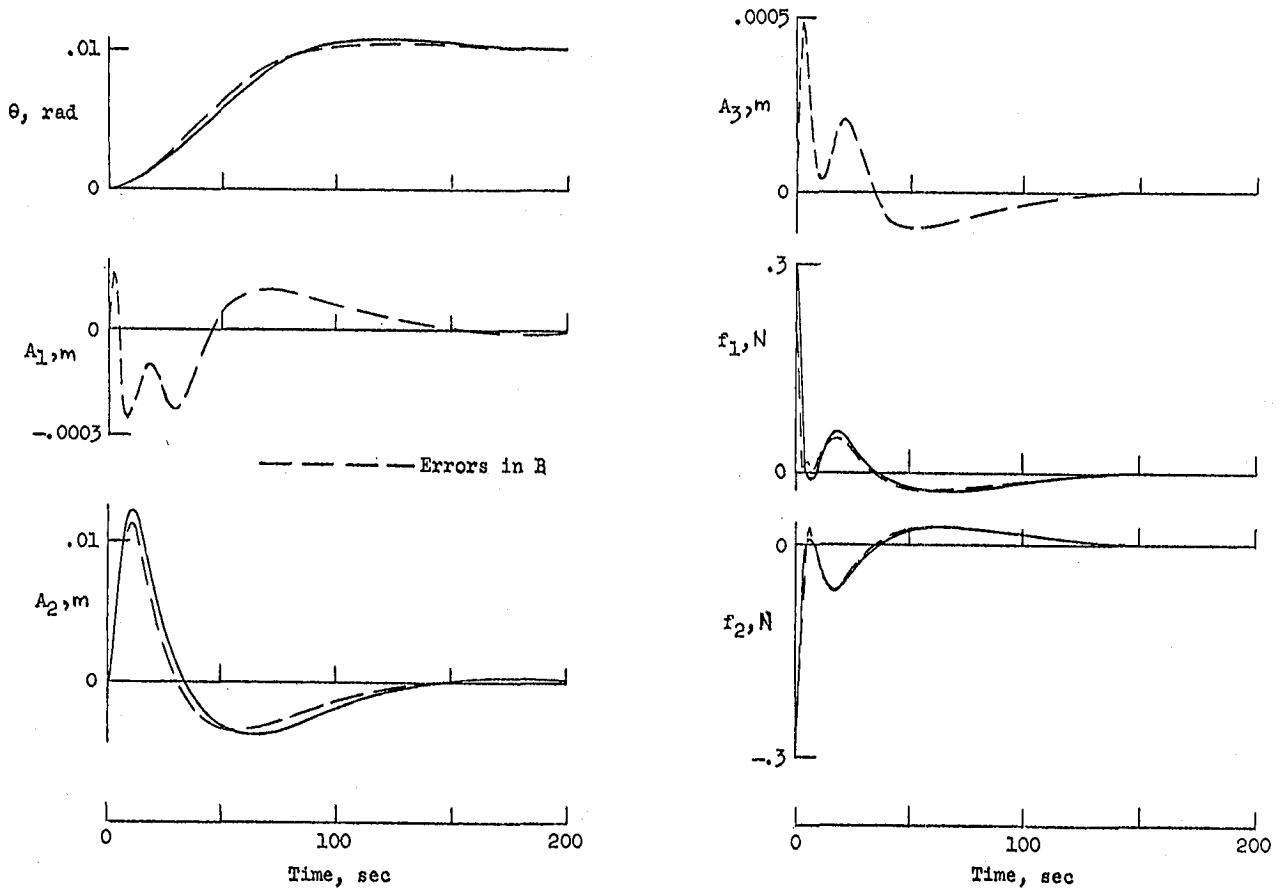 .01
θ, rad
0
0
A₁,m
-.0003
Errors in B
.01
A₂,m
0
0 100 200
Time, sec
.0005
A₃,m
0
.3
f₁,N
0
0
f₂,N
-.3
0 100 200
Time, sec